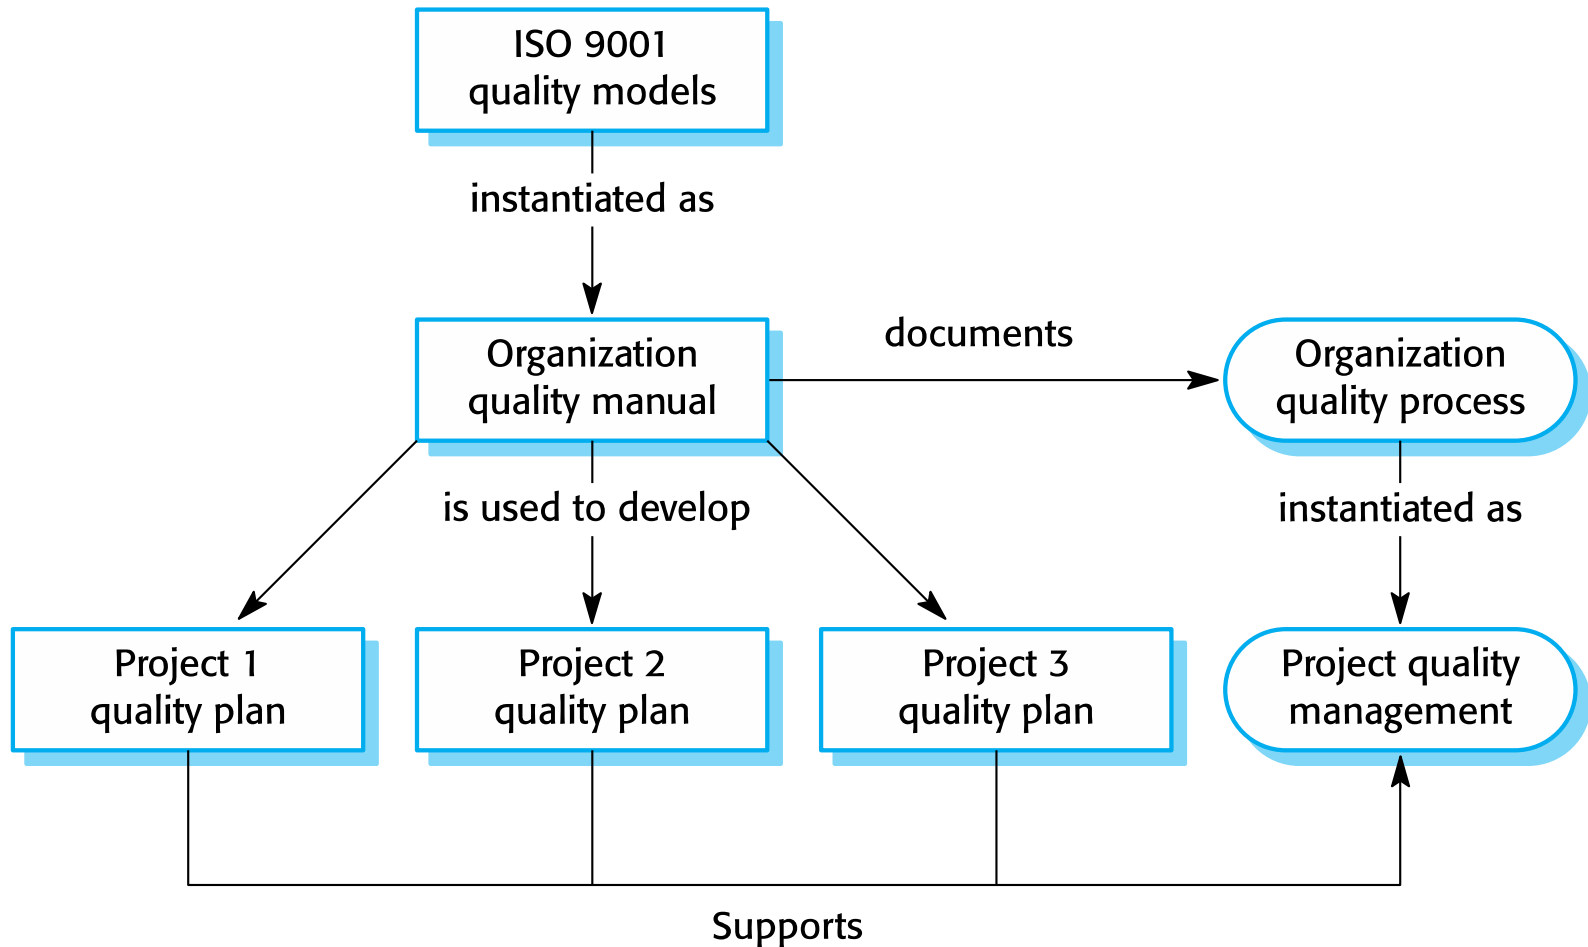 ISO 9001
quality models
instantiated as
documents
Organization
quality manual
Organization
quality process
is used to develop
instantiated as
Project 1
quality plan
Project 2
quality plan
Project 3
quality plan
Project quality
management
Supports